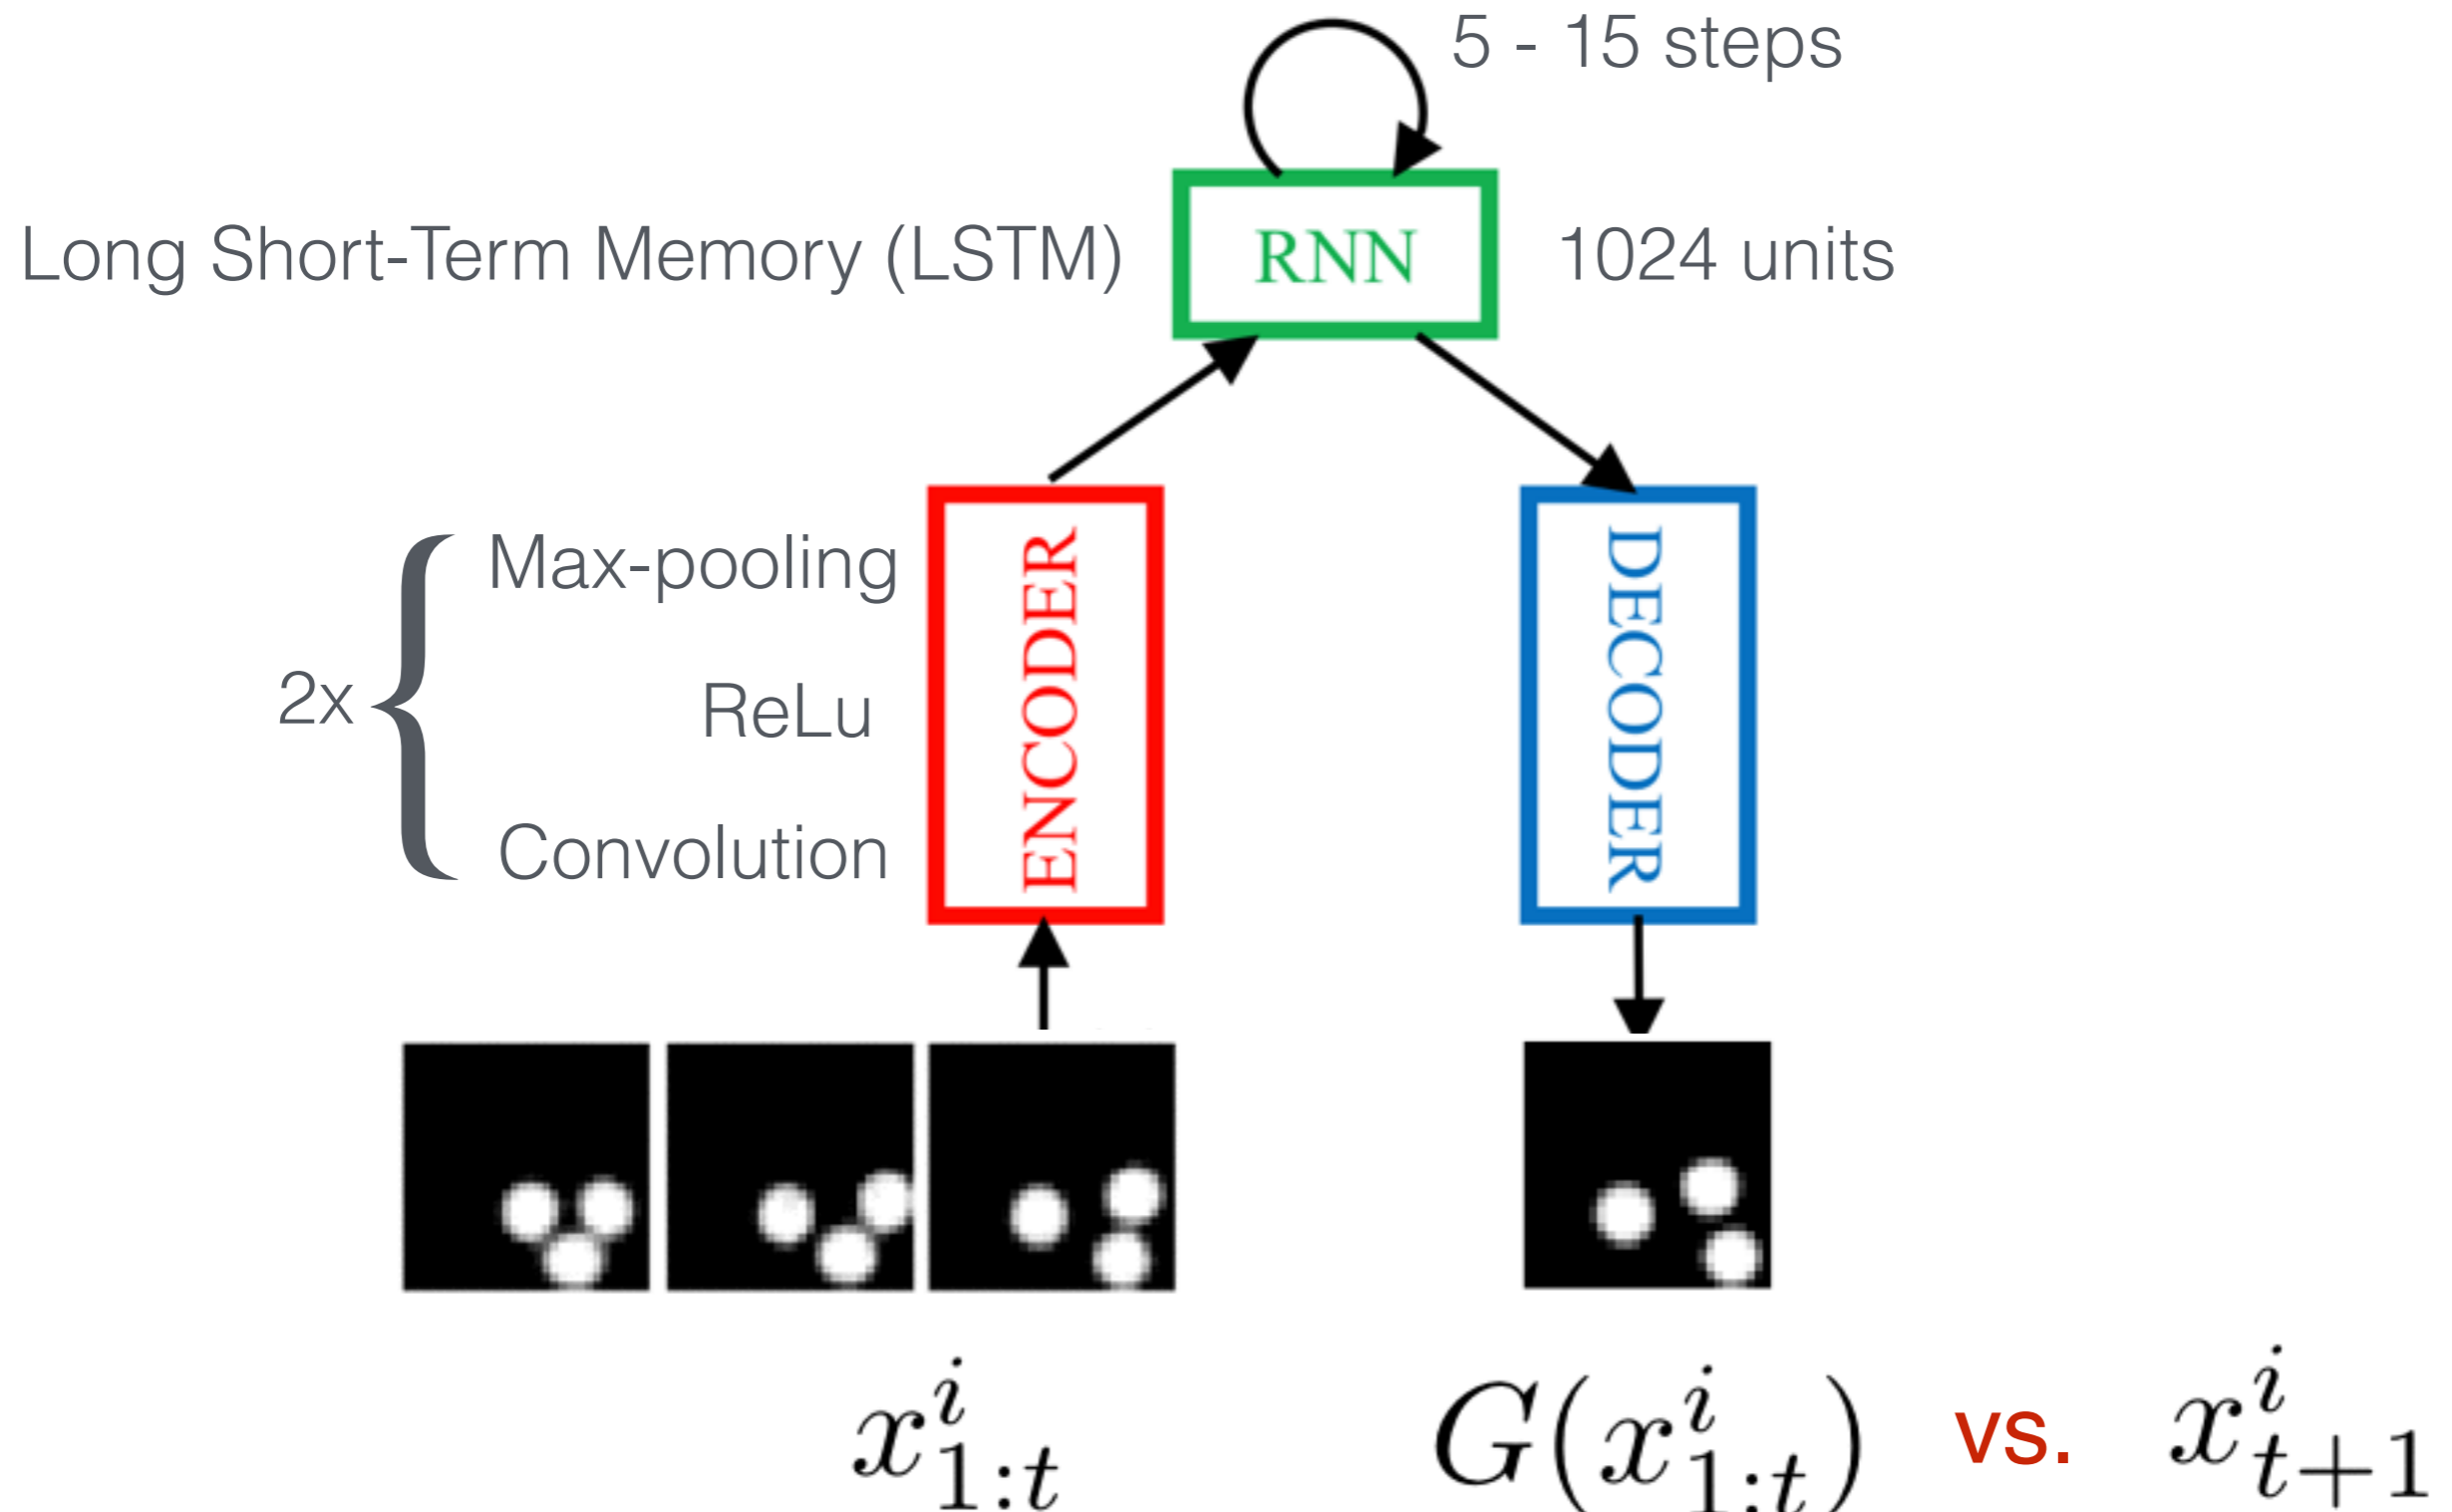 5 - 15 steps
Long Short-Term Memory (LSTM)
RNN
1024 units
Max-pooling
2x
ReLu
Convolution
ENCODER
DECODER
x^i_{1:t}
G(x^i_{1:t})
vs.
x^i_{t+1}